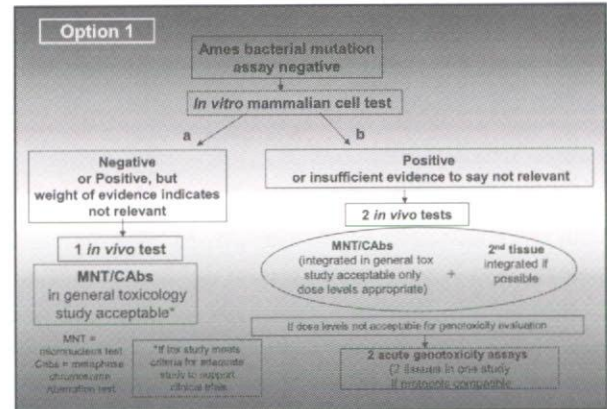 Option 1
Ames bacterial mutation
assay negative
In vitro mammalian cell test
a
b
Negative
or Positive, but
weight of evidence indicates
not relevant
Positive
or insufficient evidence to say not relevant
2 in vivo tests
1 in vivo test
MNT/CAbs
(integrated in general tox
study acceptable only
dose levels appropriate)
+
2nd tissue
integrated if
possible
MNT/CAbs
in general toxicology
study acceptable*
If dose levels not acceptable for genotoxicity evaluation
MNT =
micronucleus test
Cabs = metaphase
chromosome
Aberration test
*If tox study meets
criteria for adequate
study to support
clinical trials
2 acute genotoxicity assays
(2 tissues in one study
if protocols compatible